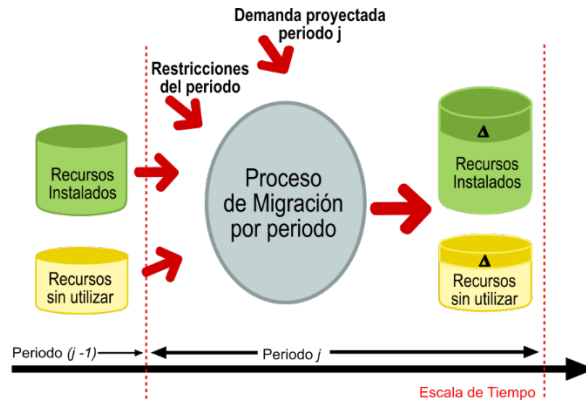 Demanda proyectada
periodo j
Restricciones
del periodo
Recursos
Instalados
Recursos
sin utilizar
Proceso
de Migración
por periodo
Δ
Recursos
Instalados
Δ
Recursos
sin utilizar
Periodo (j -1)
Periodo j
Escala de Tiempo